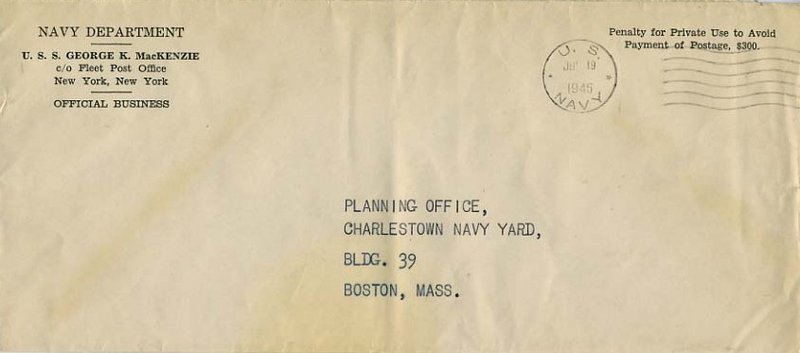 NAVY DEPARTMENT
U. S. S. GEORGE K. MacKENZIE
c/o Fleet Post Office
New York, New York
OFFICIAL BUSINESS
Penalty for Private Use to Avoid
Payment of Postage, $300.
U. S.
19
1945
NAVY
PLANNING OFFICE,
CHARLESTOWN NAVY YARD,
BLDG. 39
BOSTON, MASS.